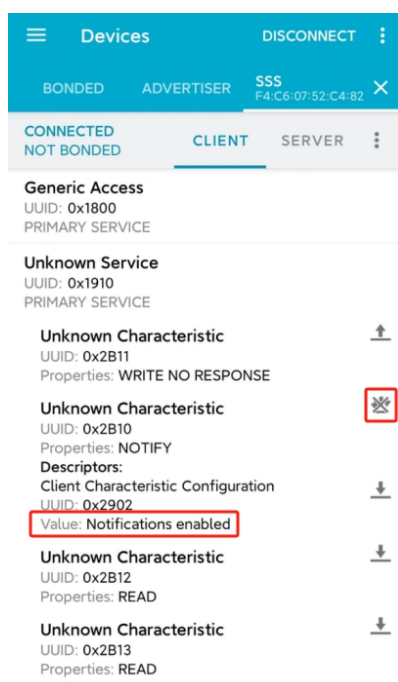 Devices
DISCONNECT
BONDED
ADVERTISER
SSS
F4:C6:07:52:C4:82
CONNECTED
NOT BONDED
CLIENT
SERVER
Generic Access
UUID: 0x1800
PRIMARY SERVICE
Unknown Service
UUID: 0x1910
PRIMARY SERVICE
Unknown Characteristic
UUID: 0x2B11
Properties: WRITE NO RESPONSE
Unknown Characteristic
UUID: 0x2B10
Properties: NOTIFY
Descriptors:
Client Characteristic Configuration
UUID: 0x2902
Value: Notifications enabled
Unknown Characteristic
UUID: 0x2B12
Properties: READ
Unknown Characteristic
UUID: 0x2B13
Properties: READ